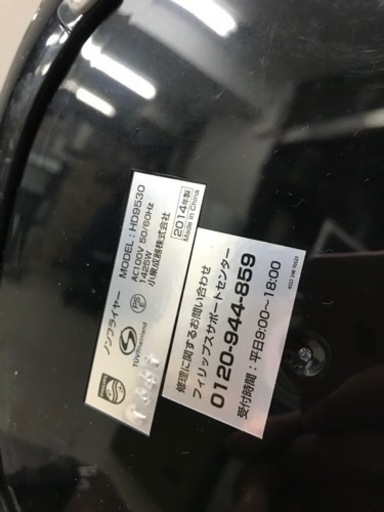 ノンフライヤー
MODEL : HD9530
AC100V 50/60Hz
1425W
小泉成器株式会社
PS
TÜVRheinland
2014年製
Made in China
PHILIPS
修理に関するお問い合わせ
フィリップスサポートセンター
0120-944-859
受付時間：平日9:00~18:00